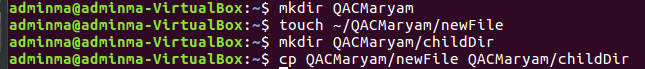 adminma@adminma-VirtualBox:~$ mkdir QACMaryam
adminma@adminma-VirtualBox:~$ touch ~/QACMaryam/newFile
adminma@adminma-VirtualBox:~$ mkdir QACMaryam/childDir
adminma@adminma-VirtualBox:~$ cp QACMaryam/newFile QACMaryam/childDir